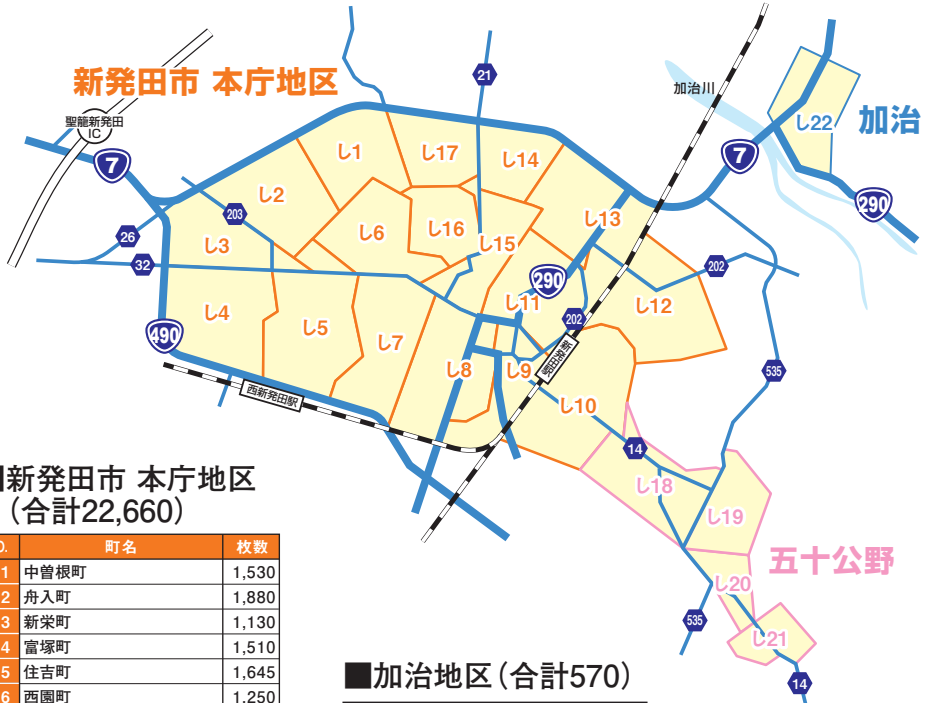 新発田市 本庁地区
聖籠新発田
IC
7
21
加治川
し22
加治
7
290
し1
し17
し14
し2
203
し6
し16
し15
し13
26
し3
32
290
202
し4
し5
し7
し11
202
し12
490
新発田駅
し8
し9
し10
535
西新発田駅
14
し18
し19
五十公野
し20
535
し21
14
新発田市 本庁地区
(合計22,660)
町名 枚数
1 中曽根町 1,530
2 舟入町 1,880
3 新栄町 1,130
4 富塚町 1,510
5 住吉町 1,645
6 西園町 1,250
■加治地区(合計570)